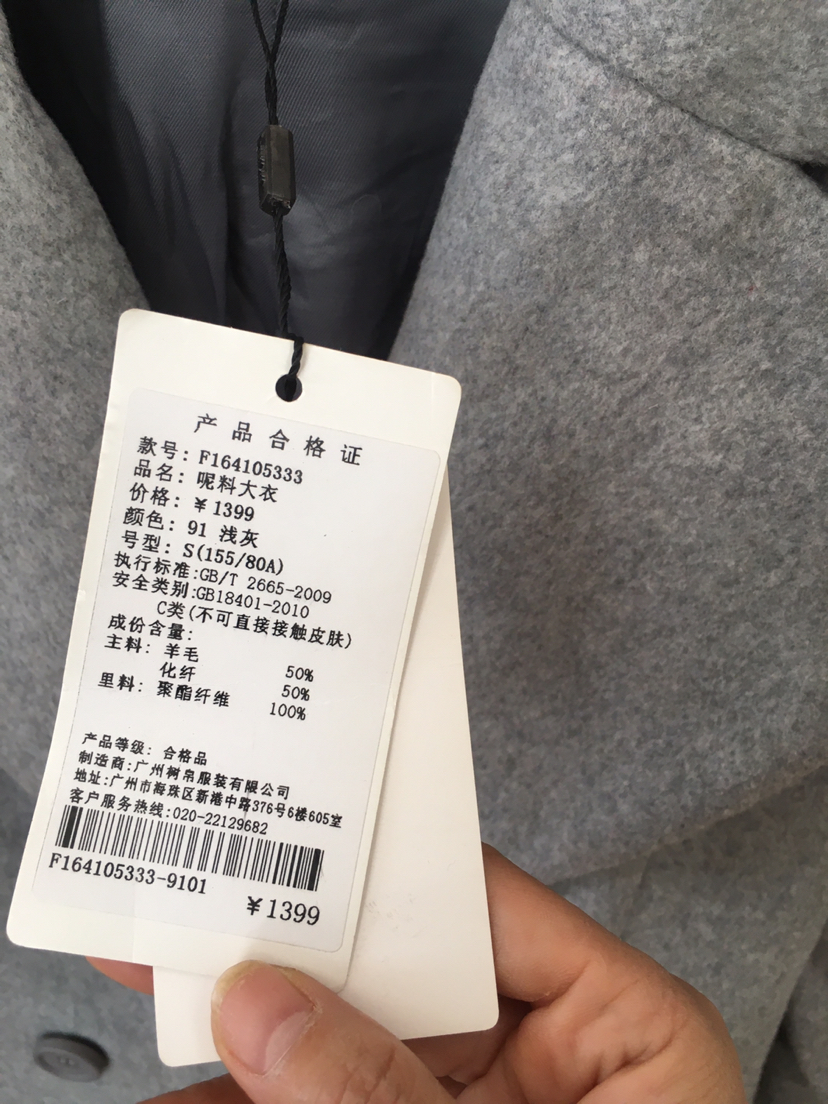 产品合格证
款号: F164105333
品名: 呢料大衣
价格: ¥1399
颜色: 91 浅灰
号型: S(155/80A)
执行标准:GB/T 2665-2009
安全类别:GB18401-2010
C类(不可直接接触皮肤)
成份含量:
主料: 羊毛 50%
化纤 50%
里料: 聚酯纤维 100%
产品等级: 合格品
制造商:广州树帛服装有限公司
地址:广州市海珠区新港中路376号6楼605室
客户服务热线:020-22129682
F164105333-9101
¥1399